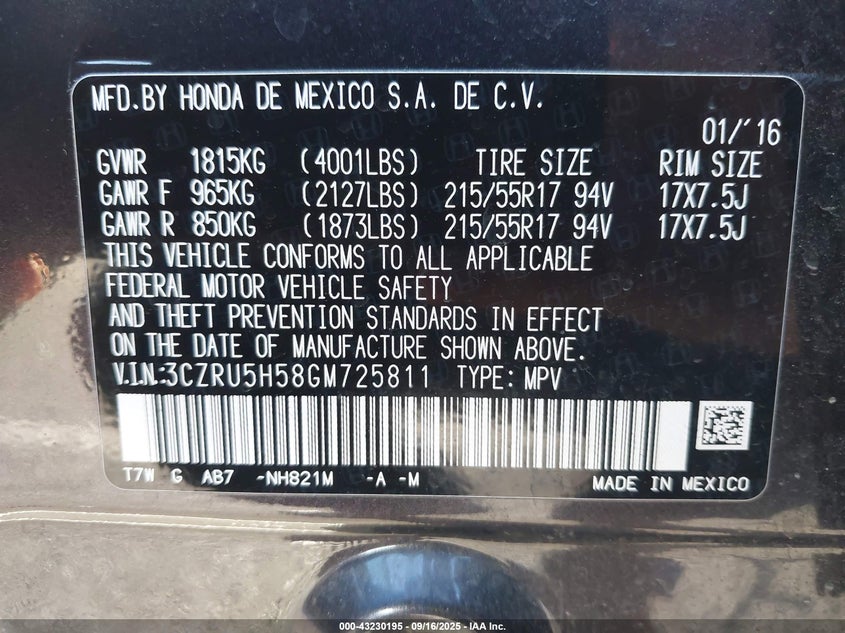 MFD.BY HONDA DE MEXICO S.A. DE C.V.
01/'16
GVWR 1815KG (4001LBS) TIRE SIZE RIM SIZE
GAWR F 965KG (2127LBS) 215/55R17 94V 17X7.5J
GAWR R 850KG (1873LBS) 215/55R17 94V 17X7.5J
THIS VEHICLE CONFORMS TO ALL APPLICABLE
FEDERAL MOTOR VEHICLE SAFETY
AND THEFT PREVENTION STANDARDS IN EFFECT
ON THE DATE OF MANUFACTURE SHOWN ABOVE.
V.I.N.:3CZRU5H58GM725811 TYPE: MPV
T7W G AB7 -NH821M -A -M MADE IN MEXICO
000-43230195 - 09/16/2025 - IAA Inc.